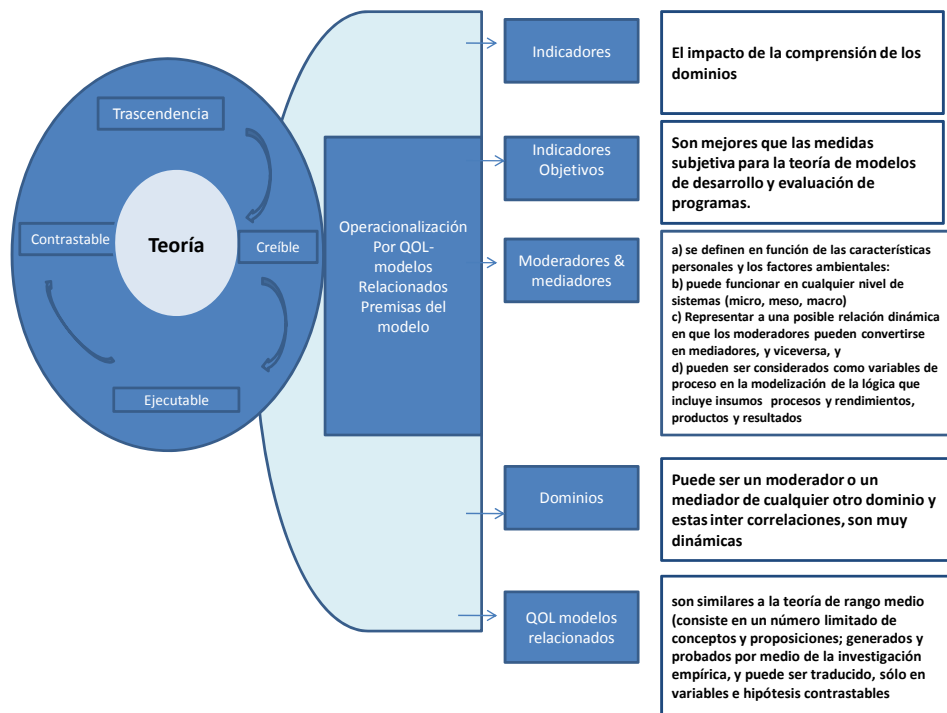 Trascendencia
Contrastable
Teoría
Creíble
Ejecutable
Operacionalización
Por QOL-
modelos
Relacionados
Premisas del
modelo
Indicadores
El impacto de la comprensión de los
dominios
Indicadores
Objetivos
Son mejores que las medidas
subjetiva para la teoría de modelos
de desarrollo y evaluación de
programas.
Moderadores &
mediadores
a) se definen en función de las características
personales y los factores ambientales:
b) puede funcionar en cualquier nivel de
sistemas (micro, meso, macro)
c) Representar a una posible relación dinámica
en que los moderadores pueden convertirse
en mediadores, y viceversa, y
d) pueden ser considerados como variables de
proceso en la modelización de la lógica que
incluye insumos procesos y rendimientos,
productos y resultados
Dominios
Puede ser un moderador o un
mediador de cualquier otro dominio y
estas inter correlaciones, son muy
dinámicas
QOL modelos
relacionados
son similares a la teoría de rango medio
(consiste en un número limitado de
conceptos y proposiciones; generados y
probados por medio de la investigación
empírica, y puede ser traducido, sólo en
variables e hipótesis contrastables